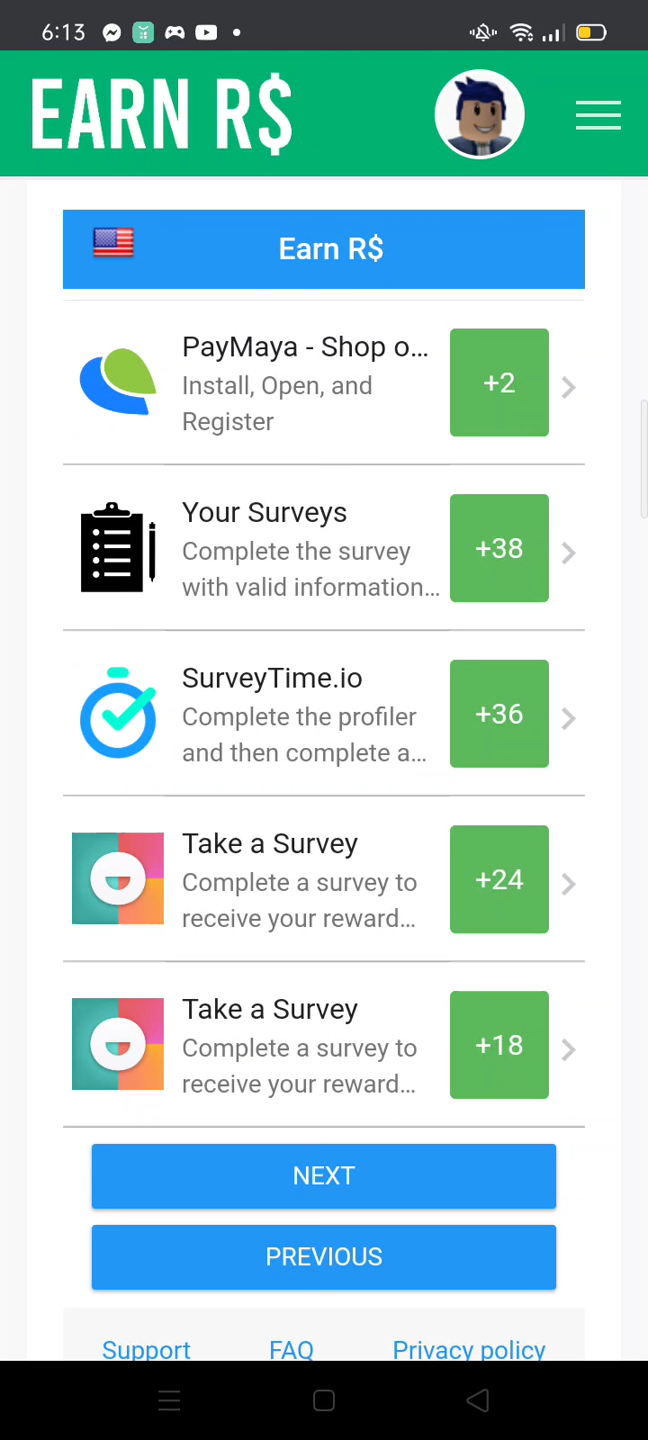 6:13
EARN R$
Earn R$
PayMaya - Shop o...
Install, Open, and
Register
+2
Your Surveys
Complete the survey
with valid information...
+38
SurveyTime.io
Complete the profiler
and then complete a...
+36
Take a Survey
Complete a survey to
receive your reward...
+24
Take a Survey
Complete a survey to
receive your reward...
+18
NEXT
PREVIOUS
Support FAQ Privacy policy